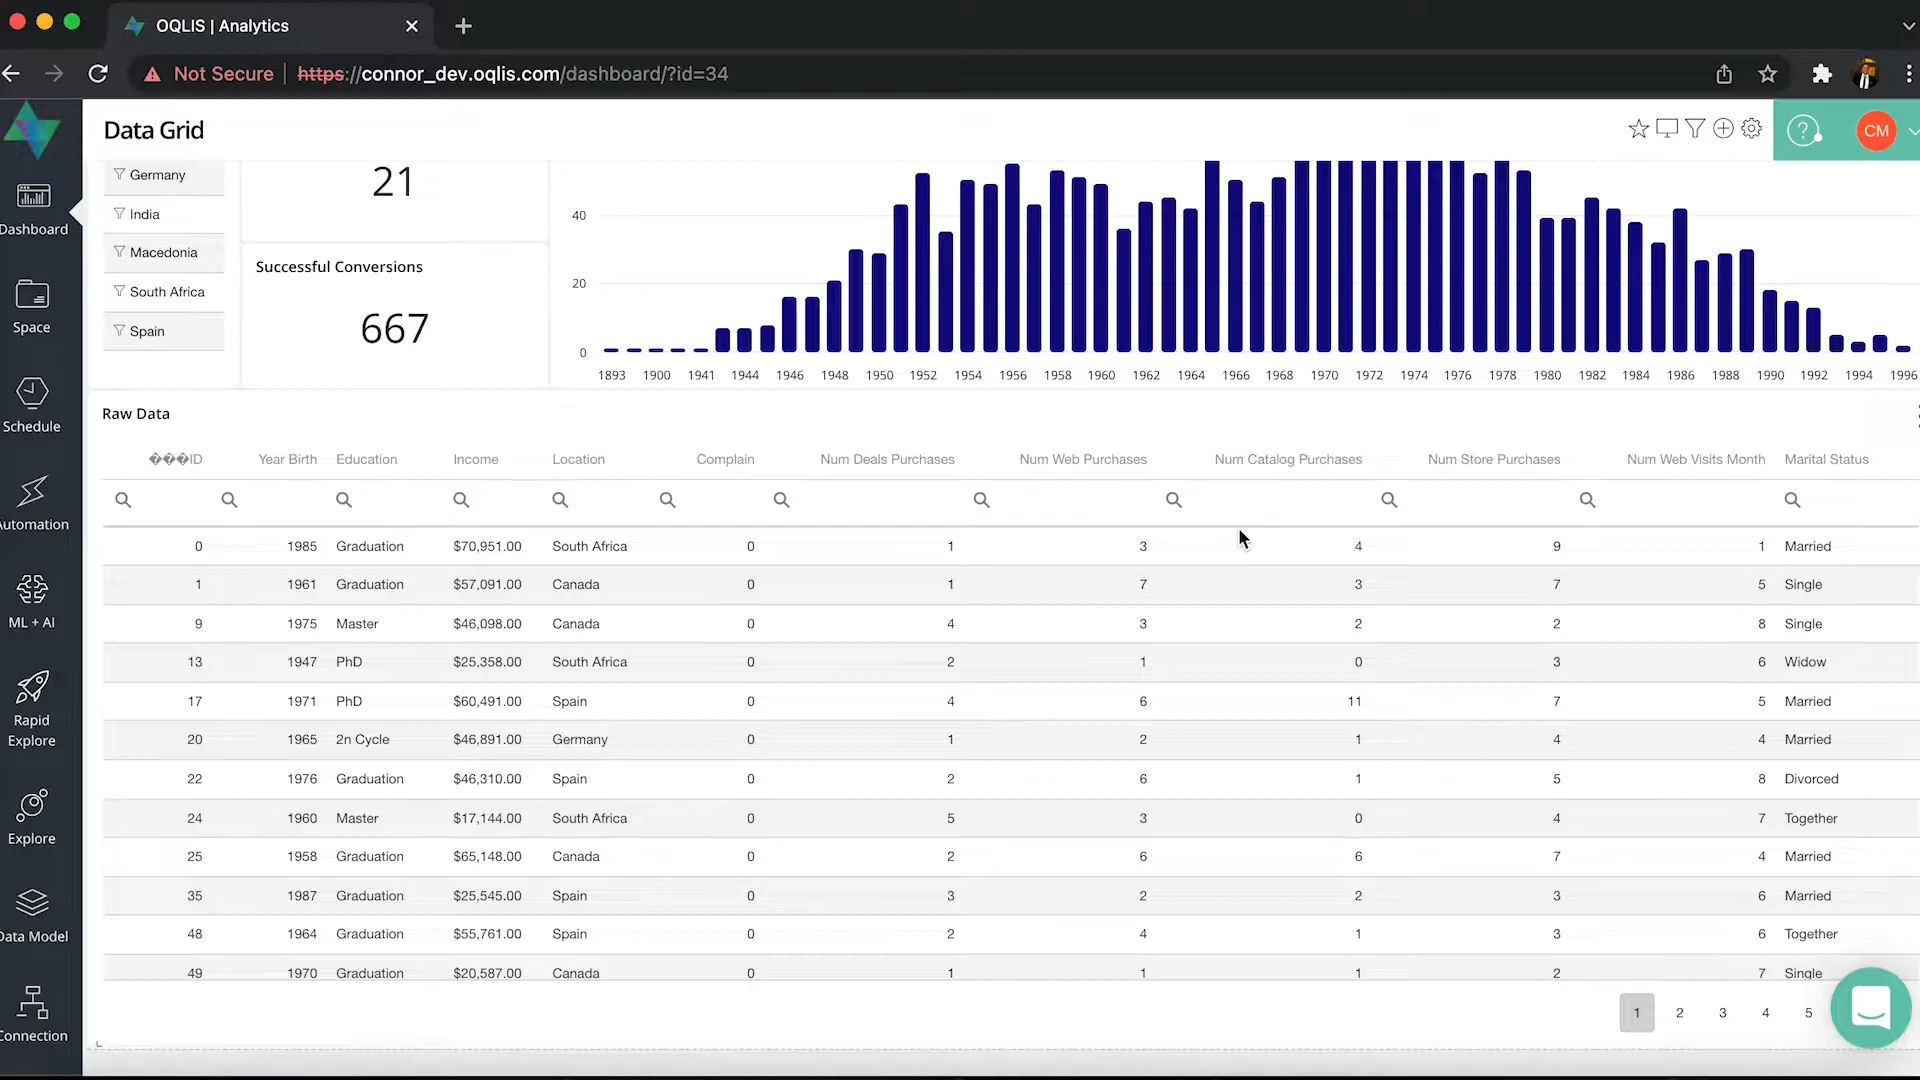 OQLIS | Analytics
Not Secure | https://connor_dev.oqlis.com/dashboard/?id=34
Data Grid
CM
Dashboard
Space
Schedule
Automation
ML + AI
Rapid
Explore
Explore
Data Model
Connection
Germany
India
Macedonia
South Africa
Spain
21
Successful Conversions
667
40
20
0
1893 1900 1941 1944 1946 1948 1950 1952 1954 1956 1958 1960 1962 1964 1966 1968 1970 1972 1974 1976 1978 1980 1982 1984 1986 1988 1990 1992 1994 1996
Raw Data
���ID Year Birth Education Income Location Complain Num Deals Purchases Num Web Purchases Num Catalog Purchases Num Store Purchases Num Web Visits Month Marital Status
0 1985 Graduation $70,951.00 South Africa 0 1 3 4 9 1 Married
1 1961 Graduation $57,091.00 Canada 0 1 7 3 7 5 Single
9 1975 Master $46,098.00 Canada 0 4 3 2 2 8 Single
13 1947 PhD $25,358.00 South Africa 0 2 1 0 3 6 Widow
17 1971 PhD $60,491.00 Spain 0 4 6 11 7 5 Married
20 1965 2n Cycle $46,891.00 Germany 0 1 2 1 4 4 Married
22 1976 Graduation $46,310.00 Spain 0 2 6 1 5 8 Divorced
24 1960 Master $17,144.00 South Africa 0 5 3 0 4 7 Together
25 1958 Graduation $65,148.00 Canada 0 2 6 6 7 4 Married
35 1987 Graduation $25,545.00 Spain 0 3 2 2 3 6 Married
48 1964 Graduation $55,761.00 Spain 0 2 4 1 3 6 Together
49 1970 Graduation $20,587.00 Canada 0 1 1 1 2 7 Single
1 2 3 4 5